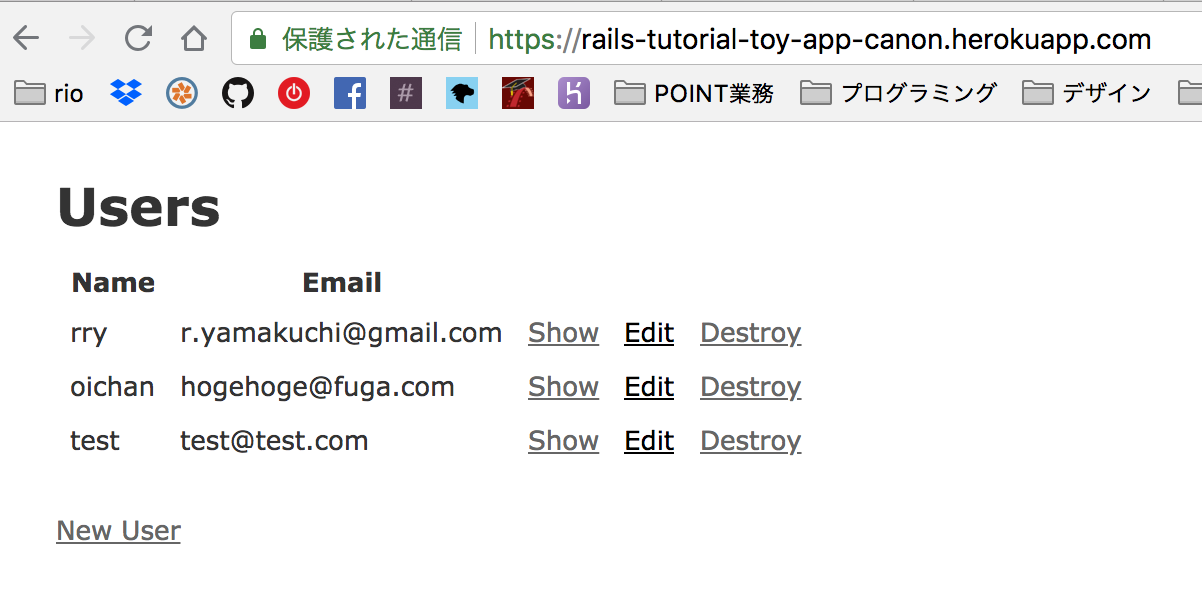 保護された通信 https://rails-tutorial-toy-app-canon.herokuapp.com
rio # POINT業務 プログラミング デザイン
Users
Name Email
rry r.yamakuchi@gmail.com Show Edit Destroy
oichan hogehoge@fuga.com Show Edit Destroy
test test@test.com Show Edit Destroy
New User